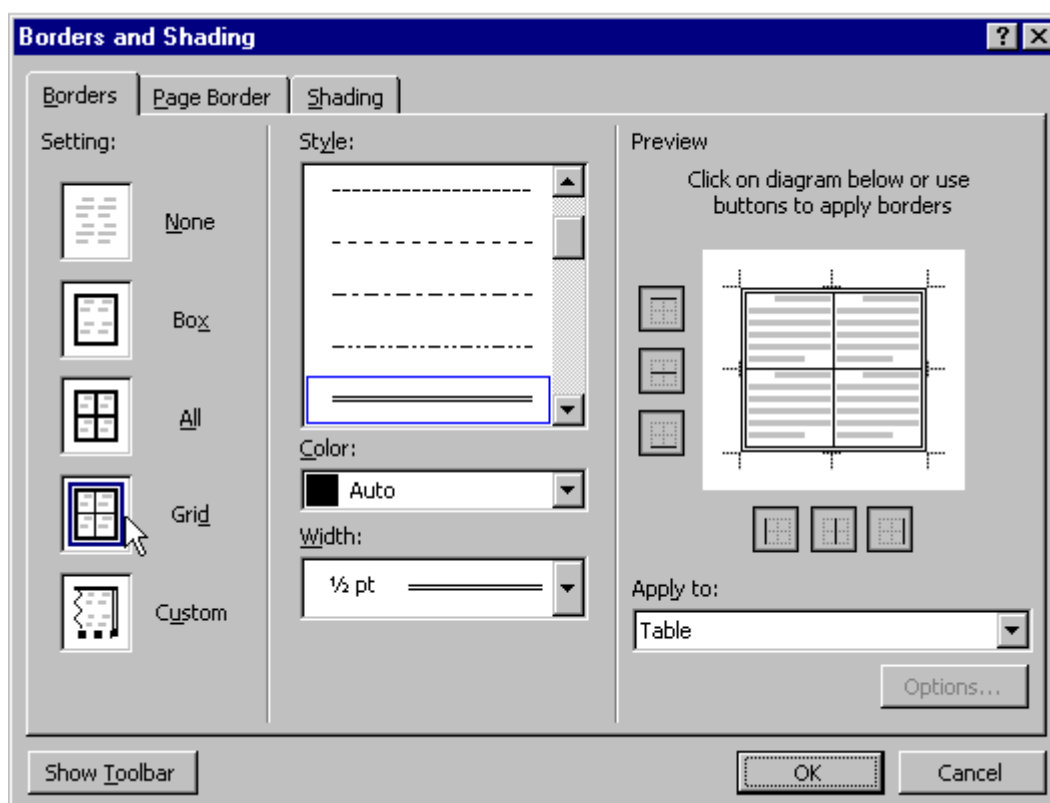 Borders and Shading
Borders
Page Border
Shading
Setting:
None
Box
All
Grid
Custom
Style:
Color:
Auto
Width:
½ pt
Preview
Click on diagram below or use
buttons to apply borders
Apply to:
Table
Options...
Show Toolbar
OK
Cancel